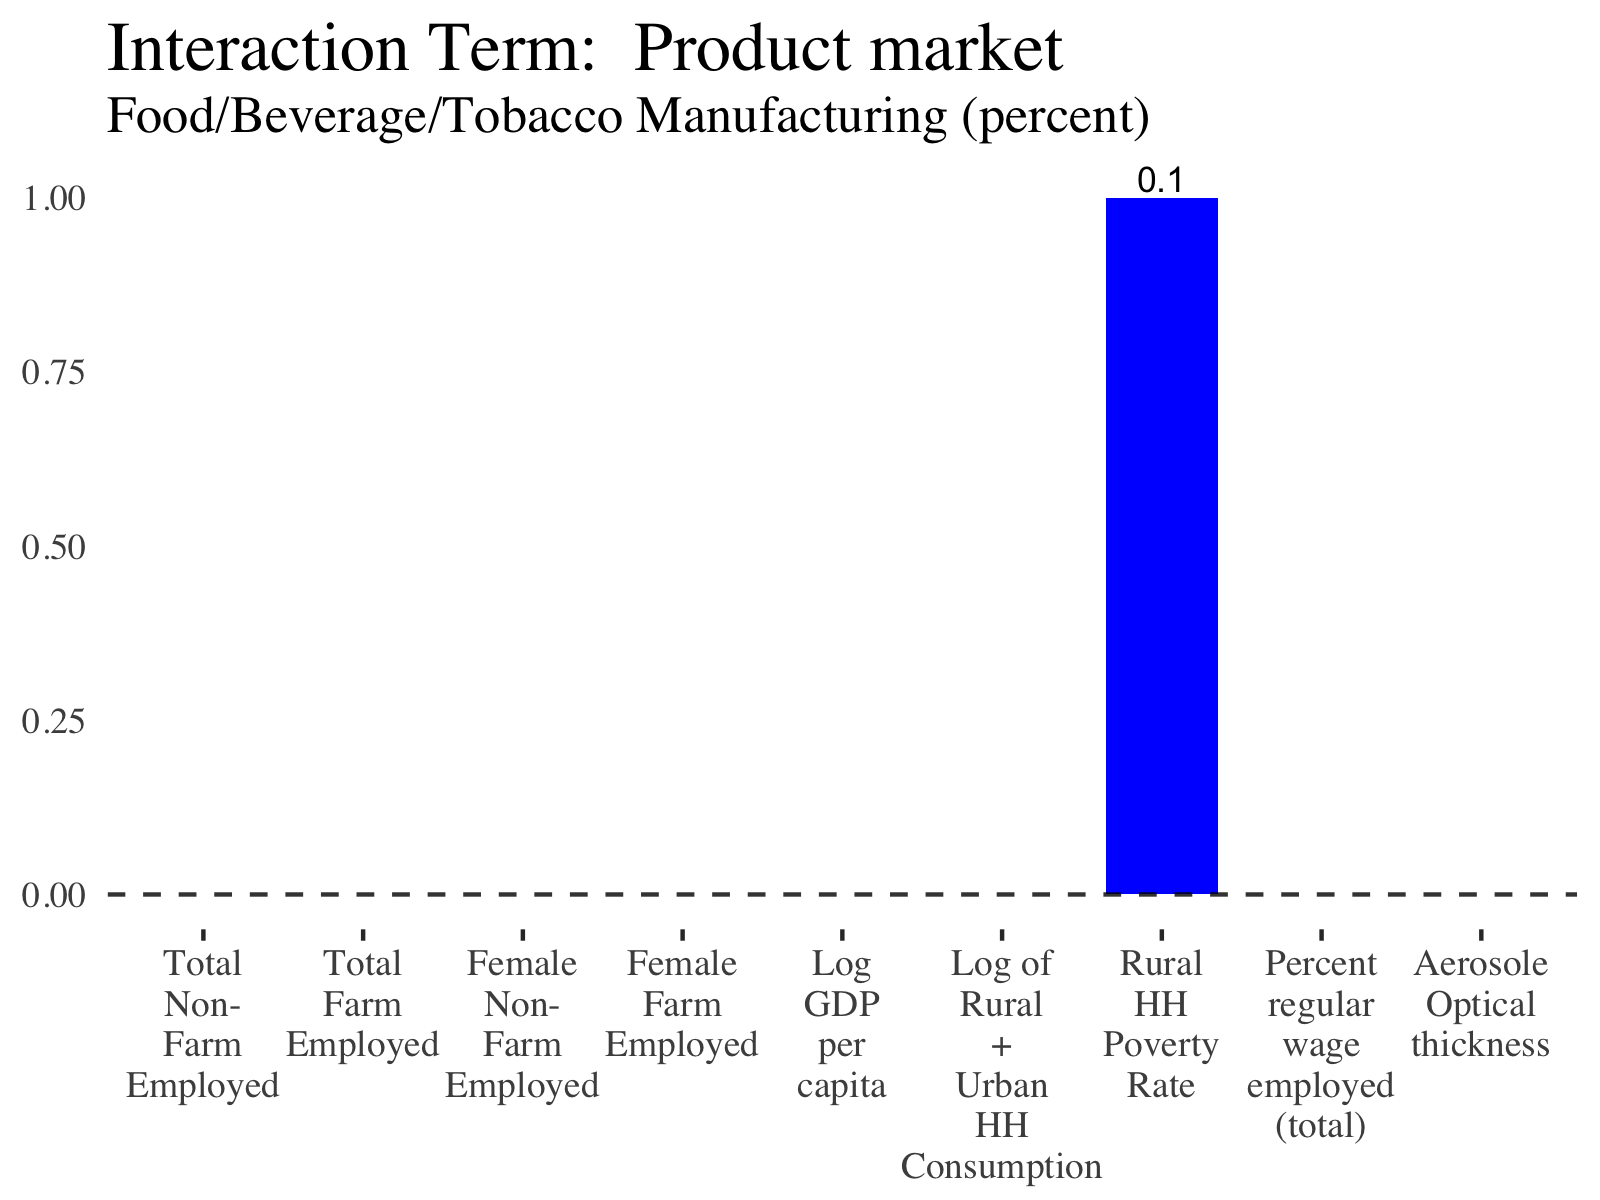 Interaction Term:  Product market
Food/Beverage/Tobacco Manufacturing (percent)
0.1
1.00
0.75
0.50
0.25
0.00
Total
Non-
Farm
Employed
Total
Farm
Employed
Female
Non-
Farm
Employed
Female
Farm
Employed
Log
GDP
per
capita
Log of
Rural
+
Urban
HH
Consumption
Rural
HH
Poverty
Rate
Percent
regular
wage
employed
(total)
Aerosole
Optical
thickness